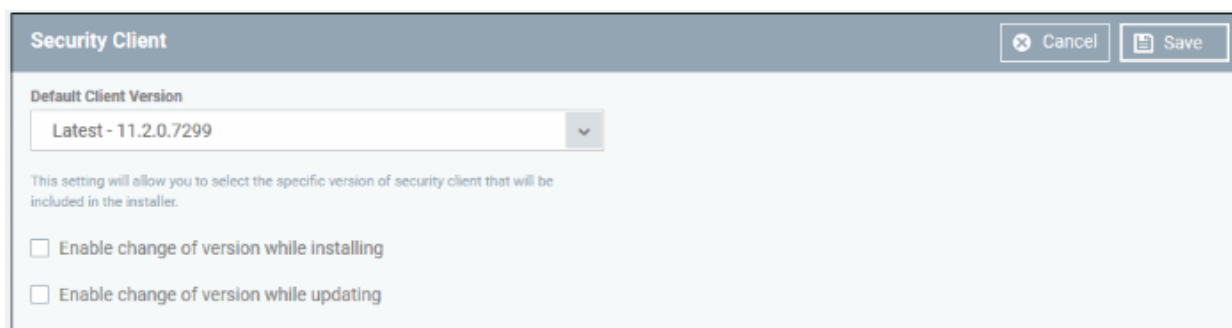 Security Client
Cancel
Save
Default Client Version
Latest - 11.2.0.7299
This setting will allow you to select the specific version of security client that will be
included in the installer.
Enable change of version while installing
Enable change of version while updating